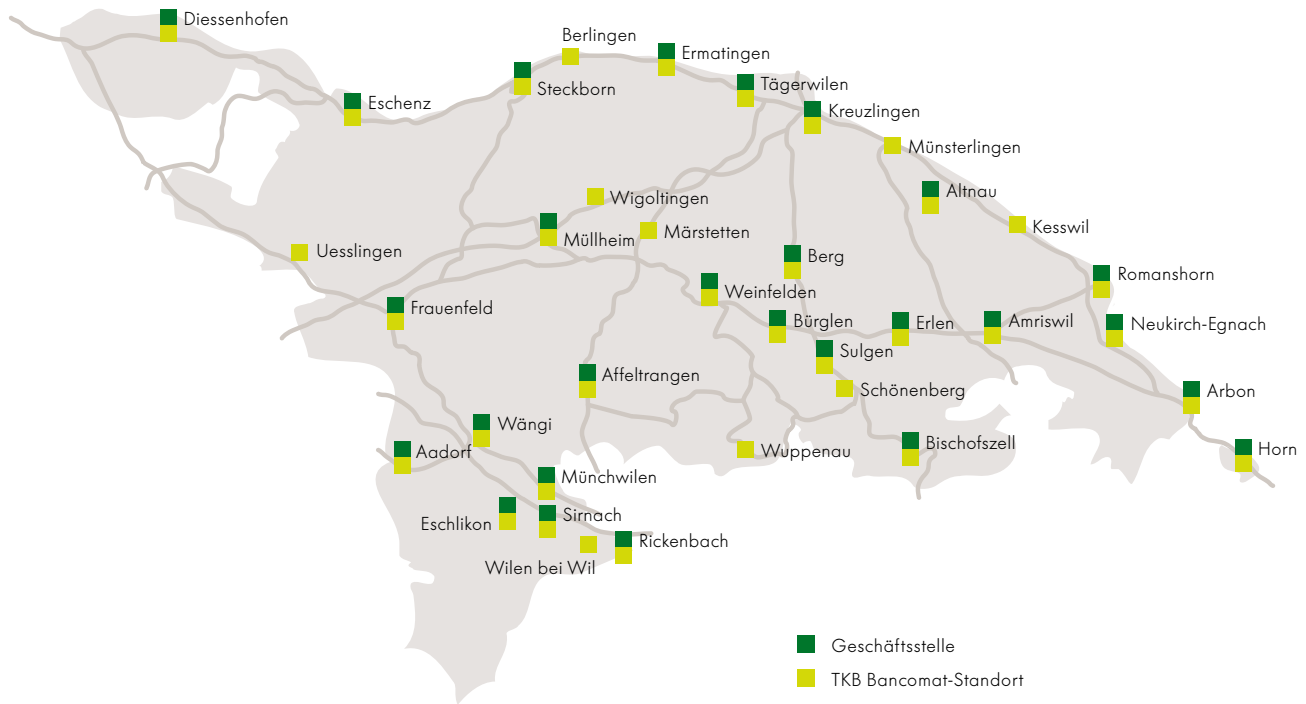 Diessenhofen
Berlingen
Ermatingen
Tägerwilen
Steckborn
Eschenz
Kreuzlingen
Münsterlingen
Altnau
Wigoltingen
Kesswil
Märstetten
Müllheim
Uesslingen
Berg
Romanshorn
Weinfelden
Frauenfeld
Bürglen
Erlen
Amriswil
Neukirch-Egnach
Sulgen
Affeltrangen
Schönenberg
Arbon
Wängi
Bischofszell
Horn
Aadorf
Wuppenau
Münchwilen
Sirnach
Eschlikon
Rickenbach
Wilen bei Wil
Geschäftsstelle
TKB Bancomat-Standort